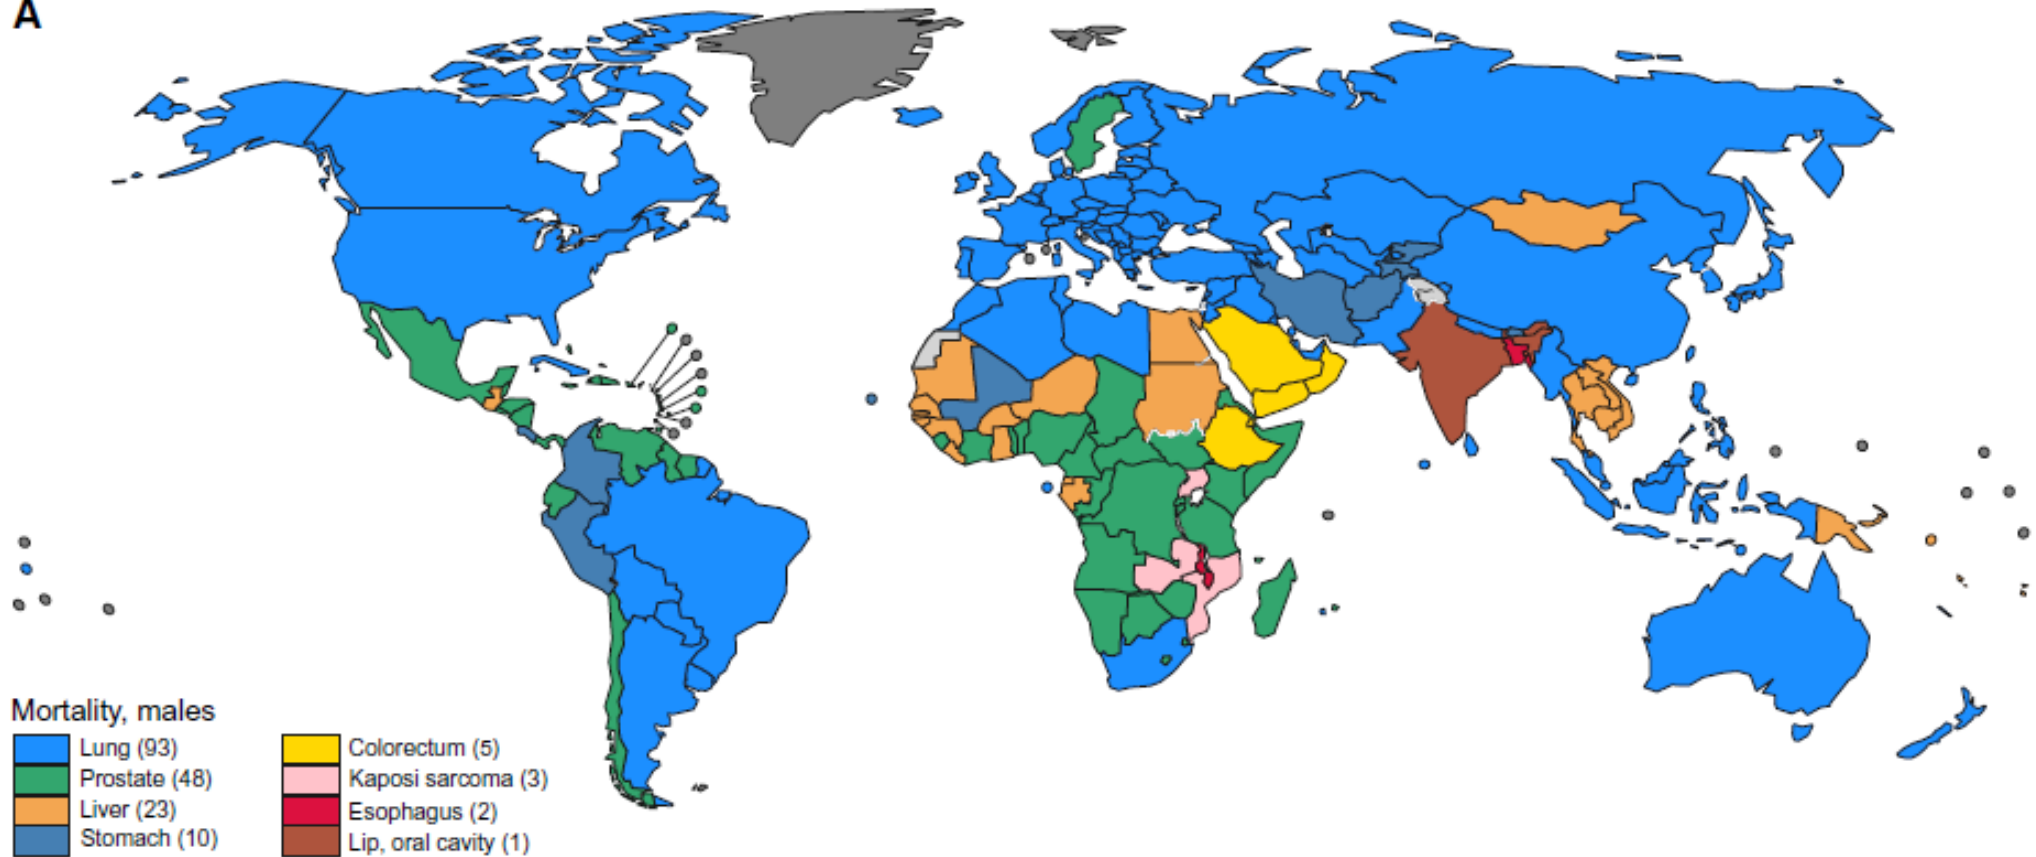 A
Mortality, males
Lung (93)
Prostate (48)
Liver (23)
Stomach (10)
Colorectum (5)
Kaposi sarcoma (3)
Esophagus (2)
Lip, oral cavity (1)